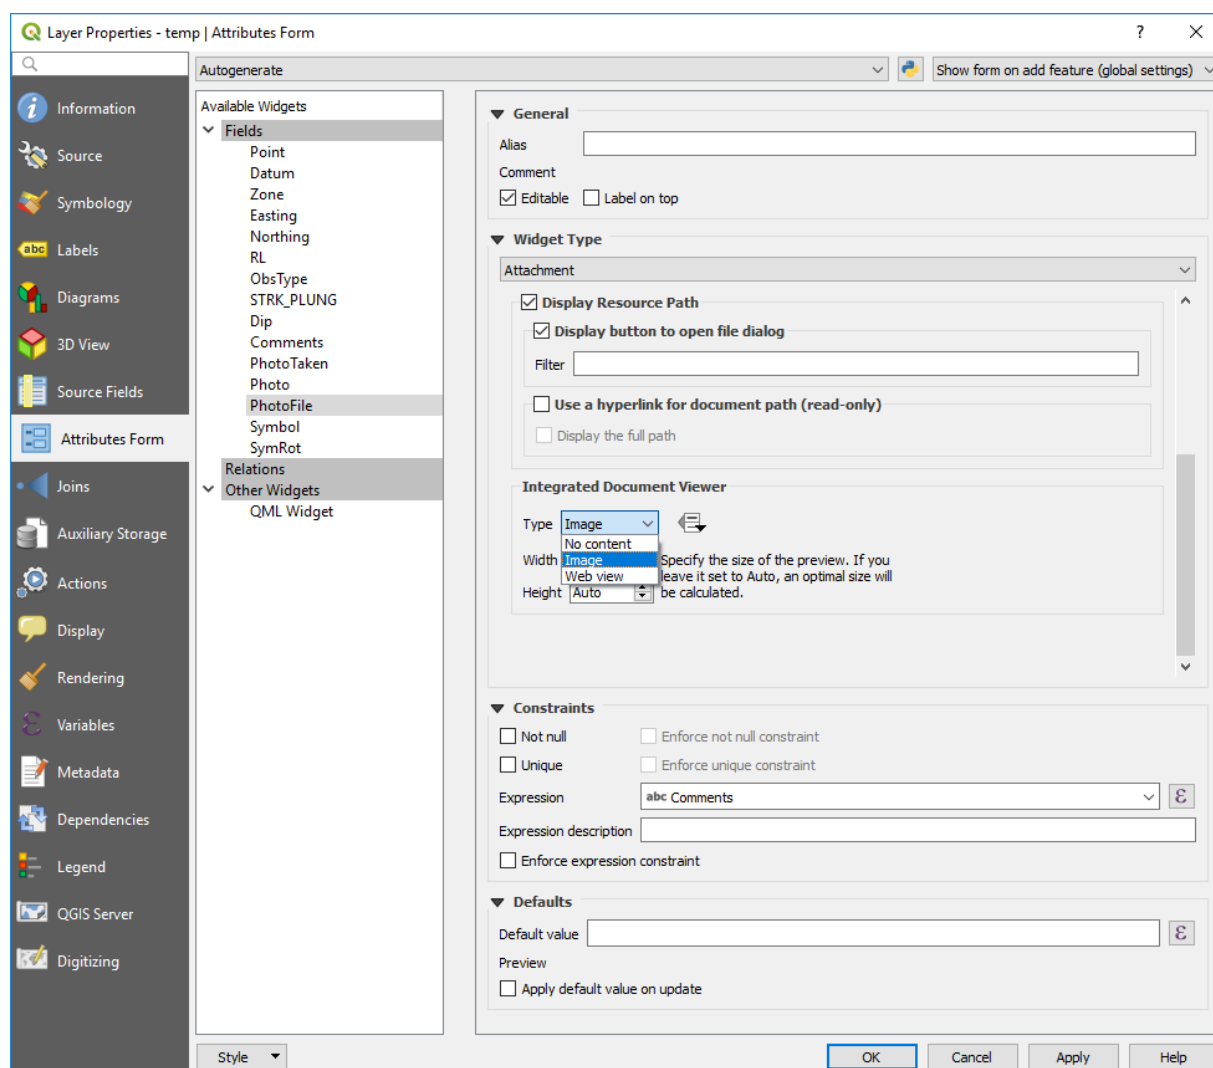 Layer Properties - temp | Attributes Form
?
Autogenerate
Show form on add feature (global settings)
Information
Source
Symbology
abc Labels
Diagrams
3D View
Source Fields
Attributes Form
Joins
Auxiliary Storage
Actions
Display
Rendering
Variables
Metadata
Dependencies
Legend
QGIS Server
Digitizing
Available Widgets
Fields
Point
Datum
Zone
Easting
Northing
RL
ObsType
STRK_PLUNG
Dip
Comments
PhotoTaken
Photo
PhotoFile
Symbol
SymRot
Relations
Other Widgets
QML Widget
General
Alias
Comment
Editable Label on top
Widget Type
Attachment
Display Resource Path
Display button to open file dialog
Filter
Use a hyperlink for document path (read-only)
Display the full path
Integrated Document Viewer
Type Image
No content
Image
Web view
Width Specify the size of the preview. If you
leave it set to Auto, an optimal size will
Height Auto be calculated.
Constraints
Not null Enforce not null constraint
Unique Enforce unique constraint
Expression abc Comments ε
Expression description
Enforce expression constraint
Defaults
Default value ε
Preview
Apply default value on update
Style
OK Cancel Apply Help